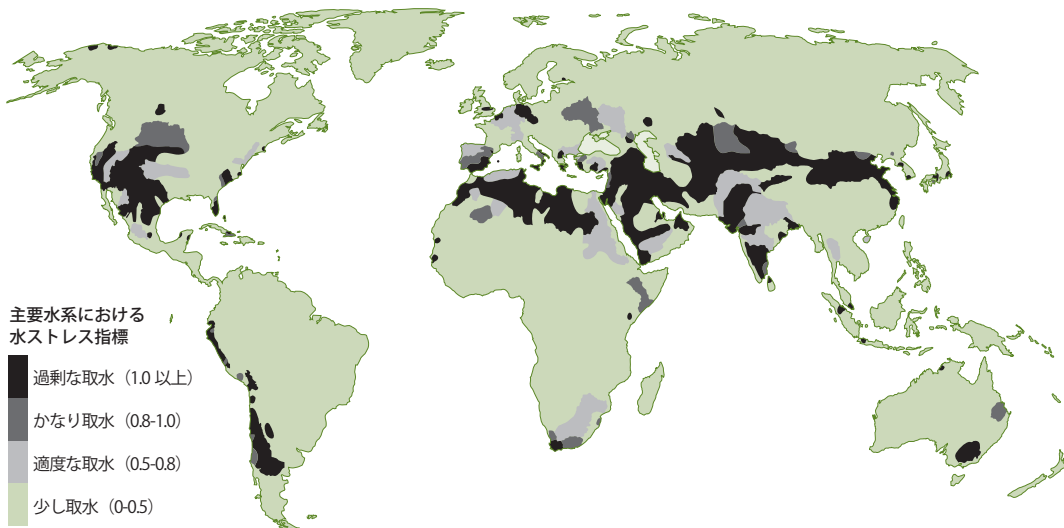 主要水系における
水ストレス指標
過剰な取水（1.0 以上）
かなり取水（0.8-1.0）
適度な取水（0.5-0.8）
少し取水（0-0.5）